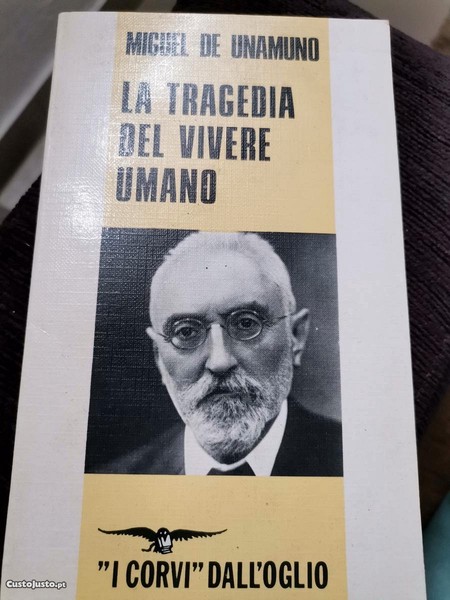 MIGUEL DE UNAMUNO
LA TRAGEDIA
DEL VIVERE
UMANO
"I CORVI" DALL'OGLIO
CustoJusto.pt